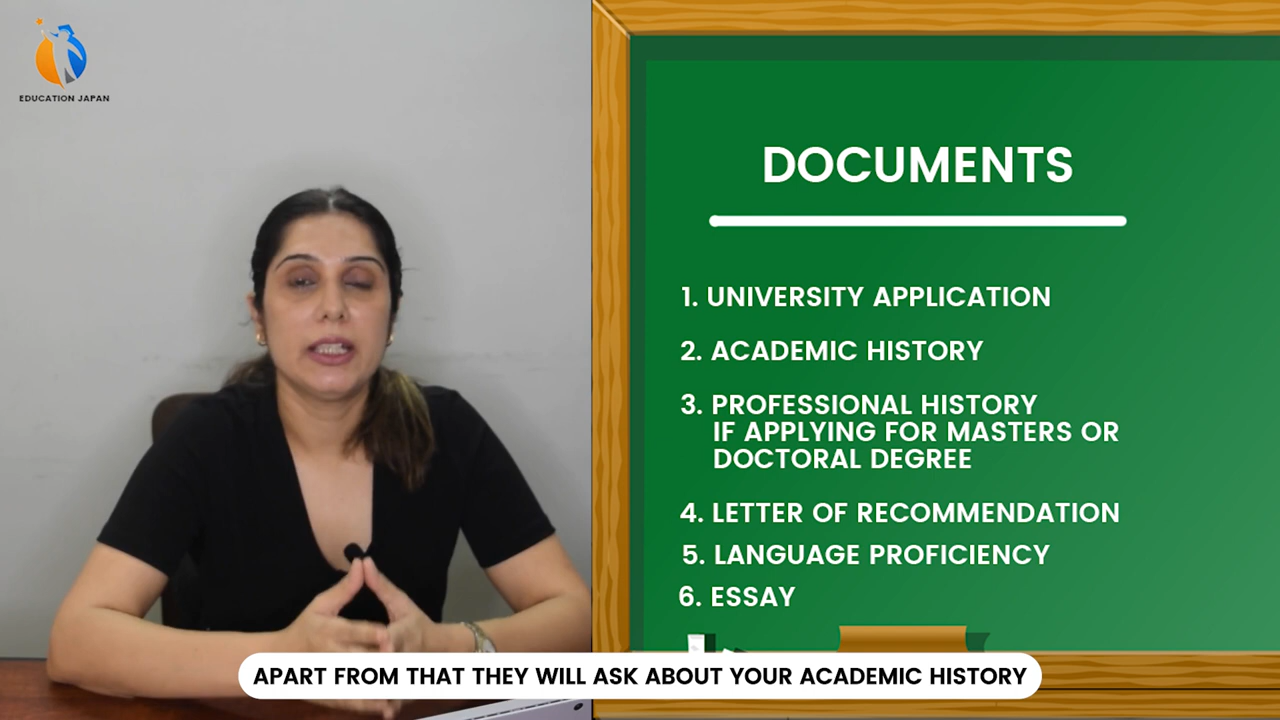 EDUCATION JAPAN
DOCUMENTS
1. UNIVERSITY APPLICATION
2. ACADEMIC HISTORY
3. PROFESSIONAL HISTORY
IF APPLYING FOR MASTERS OR
DOCTORAL DEGREE
4. LETTER OF RECOMMENDATION
5. LANGUAGE PROFICIENCY
6. ESSAY
APART FROM THAT THEY WILL ASK ABOUT YOUR ACADEMIC HISTORY